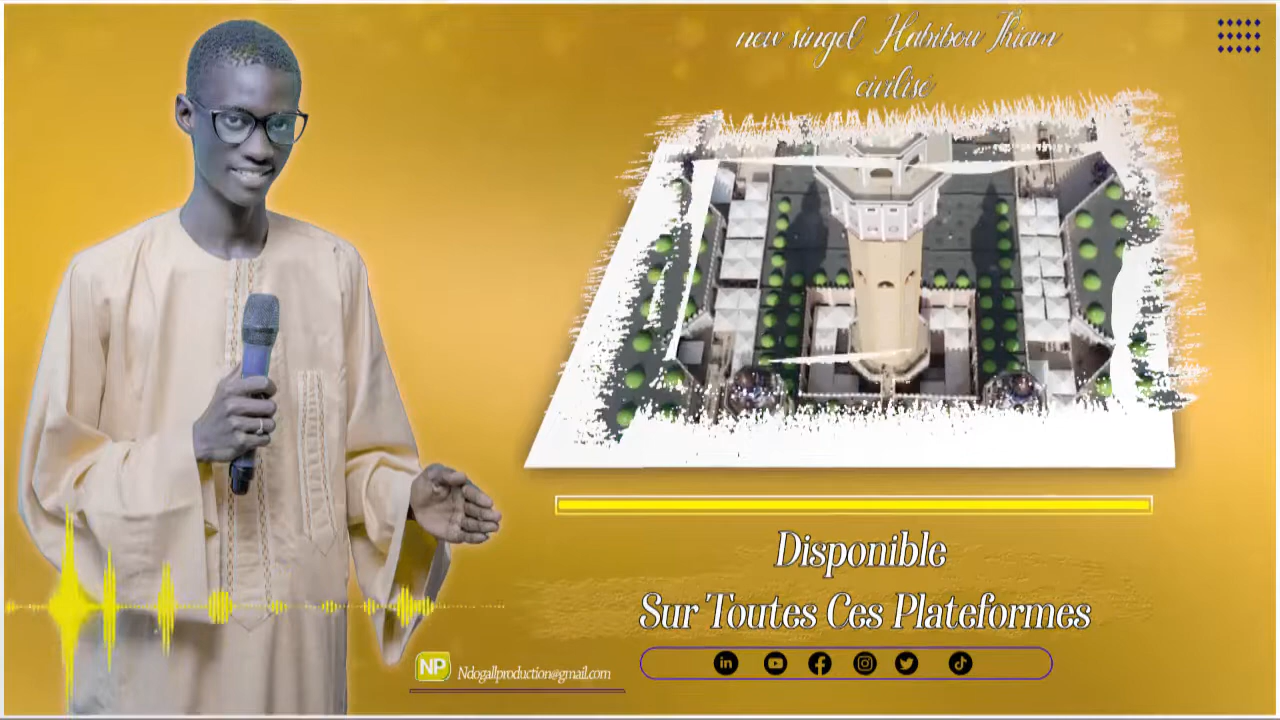 new singel Habibou Thiam
civilisé
Disponible
Sur Toutes Ces Plateformes
NP Ndogallproduction@gmail.com